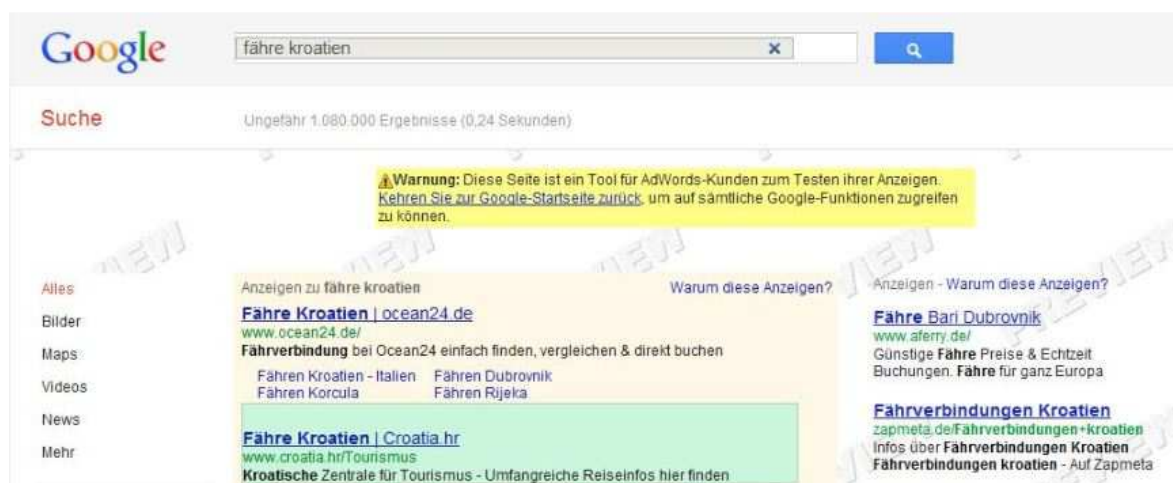 Google
fähre kroatien
Suche
Ungefähr 1.080.000 Ergebnisse (0,24 Sekunden)
Warnung: Diese Seite ist ein Tool für AdWords-Kunden zum Testen ihrer Anzeigen.
Kehren Sie zur Google-Startseite zurück, um auf sämtliche Google-Funktionen zugreifen
zu können.
Alles
Bilder
Maps
Videos
News
Mehr
Anzeigen zu fähre kroatien
Warum diese Anzeigen?
Fähre Kroatien | ocean24.de
www.ocean24.de/
Fährverbindung bei Ocean24 einfach finden, vergleichen & direkt buchen
Fähren Kroatien - Italien Fähren Dubrovnik
Fähren Korcula Fähren Rijeka
Fähre Kroatien | Croatia.hr
www.croatia.hr/Tourismus
Kroatische Zentrale für Tourismus - Umfangreiche Reiseinfos hier finden
Anzeigen - Warum diese Anzeigen?
Fähre Bari Dubrovnik
www.aferry.de/
Günstige Fähre Preise & Echtzeit
Buchungen. Fähre für ganz Europa
Fährverbindungen Kroatien
zapmeta.de/Fährverbindungen+kroatien
Infos über Fährverbindungen Kroatien
Fährverbindungen kroatien - Auf Zapmeta
PREVIEW